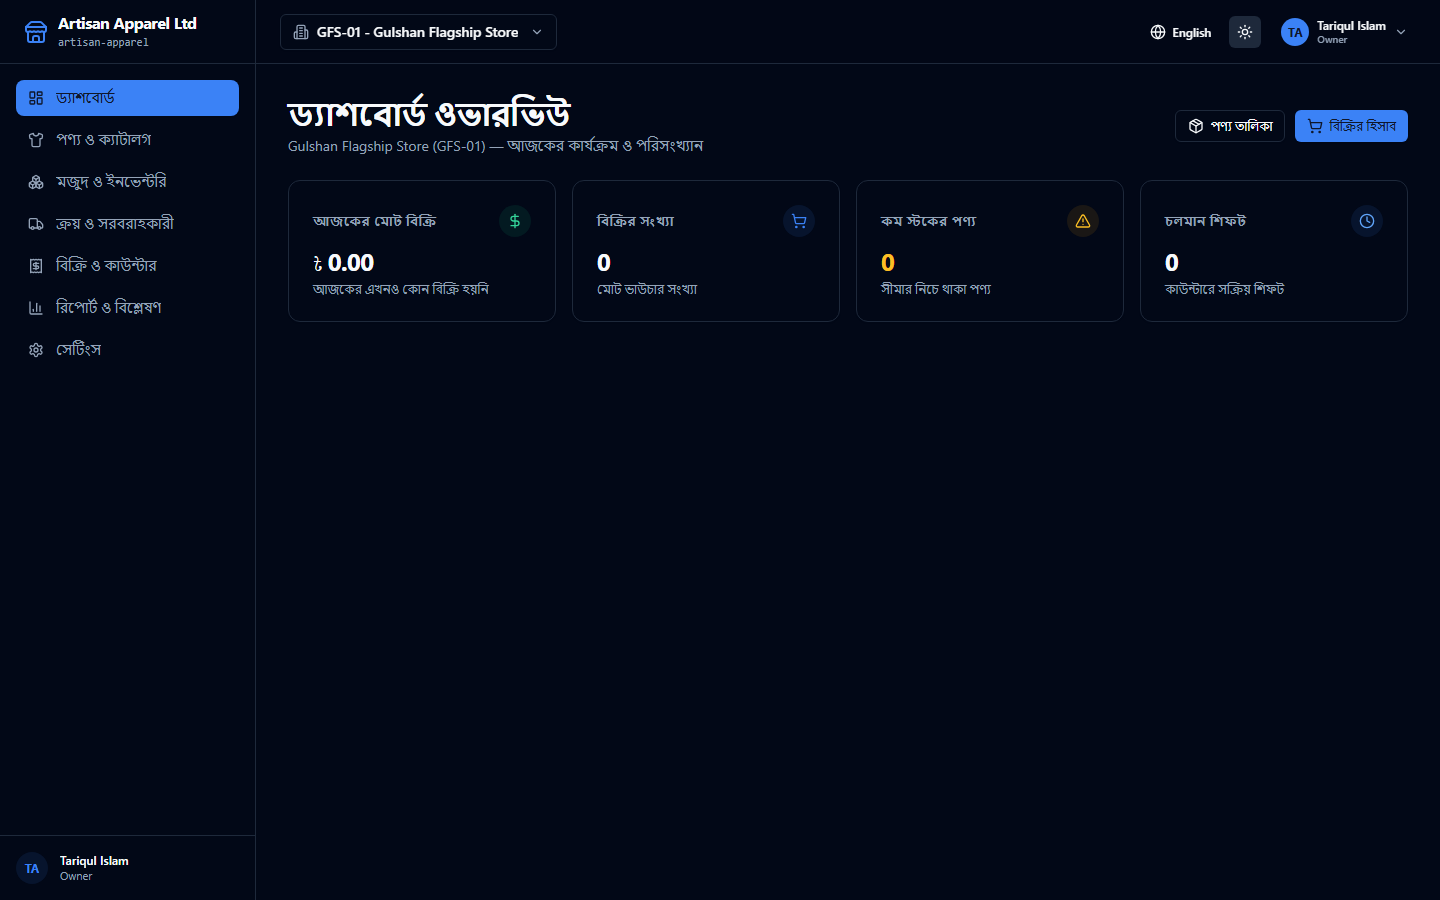 Artisan Apparel Ltd
artisan-apparel
GFS-01 - Gulshan Flagship Store
English
TA
Tariqul Islam
Owner
ড্যাশবোর্ড
পণ্য ও ক্যাটালগ
মজুদ ও ইনভেন্টরি
ক্রয় ও সরবরাহকারী
বিক্রি ও কাউন্টার
রিপোর্ট ও বিশ্লেষণ
সেটিংস
ড্যাশবোর্ড ওভারভিউ
Gulshan Flagship Store (GFS-01) — আজকের কার্যক্রম ও পরিসংখ্যান
পণ্য তালিকা
বিক্রির হিসাব
আজকের মোট বিক্রি
৳ 0.00
আজকের এখনও কোন বিক্রি হয়নি
বিক্রির সংখ্যা
0
মোট ভাউচার সংখ্যা
কম স্টকের পণ্য
0
সীমার নিচে থাকা পণ্য
চলমান শিফট
0
কাউন্টারে সক্রিয় শিফট
TA
Tariqul Islam
Owner